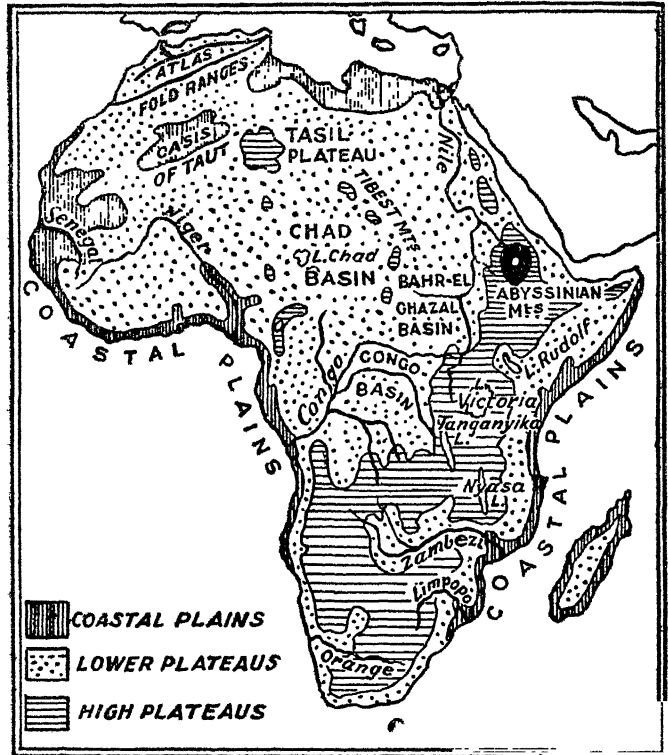 ATLAS
FOLD RANGES
OASIS
OF TAUT
TASIL
PLATEAU
Nile
TIBEST Mts
Senegal
Niger
CHAD
L. Chad
BASIN
BAHR-EL
GHAZAL
BASIN
ABYSSINIAN
Mts
L. Rudolf
COASTAL PLAINS
Congo
CONGO
BASIN
L.
Victoria
Tanganyika
L.
Nyasa
L.
COASTAL PLAINS
Zambezi
Limpopo
Orange
COASTAL PLAINS
LOWER PLATEAUS
HIGH PLATEAUS